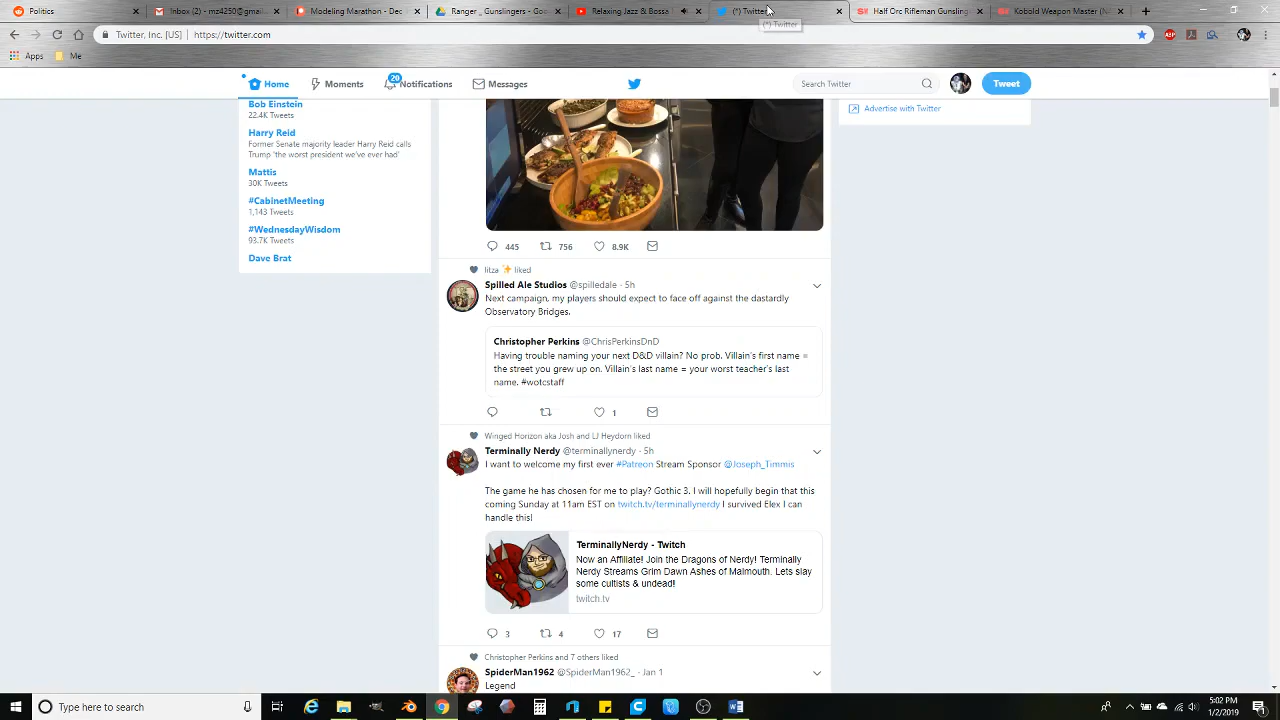 Politics
Inbox (2) - mt4250@gmail
Modeling Marathon - Dec
Ranger_ Gunslingers - Go
Relaxing Jazz & Bossa
(*) Twitter
Half Orc Rifleman Gunsling
Kobold Weapon Master (N
(*) Twitter
https://twitter.com
Apps
Me
Home
Moments
20
Notifications
Messages
Search Twitter
Tweet
Bob Einstein
22.4K Tweets
Harry Reid
Former Senate majority leader Harry Reid calls
Trump 'the worst president we've ever had'
Mattis
30K Tweets
#CabinetMeeting
1,143 Tweets
#WednesdayWisdom
93.7K Tweets
Dave Brat
Advertise with Twitter
445 756 8.9K
litza ✨ liked
Spilled Ale Studios @spilledale · 5h
Next campaign, my players should expect to face off against the dastardly
Observatory Bridges.
Christopher Perkins @ChrisPerkinsDnD
Having trouble naming your next D&D villain? No prob. Villain's first name =
the street you grew up on. Villain's last name = your worst teacher's last
name. #wotcstaff
1
Winged Horizon aka Josh and LJ Heydorn liked
Terminally Nerdy @terminallynerdy · 5h
I want to welcome my first ever #Patreon Stream Sponsor @Joseph_Timmis
The game he has chosen for me to play? Gothic 3. I will hopefully begin that this
coming Sunday at 11am EST on twitch.tv/terminallynerdy I survived Elex I can
handle this!
TerminallyNerdy - Twitch
Now an Affiliate! Join the Dragons of Nerdy! Terminally
Nerdy Streams Grim Dawn Ashes of Malmouth. Lets slay
some cultists & undead!
twitch.tv
3 4 17
Christopher Perkins and 7 others liked
SpiderMan1962 @SpiderMan1962_ · Jan 1
Legend
Type here to search
5:02 PM
1/2/2019